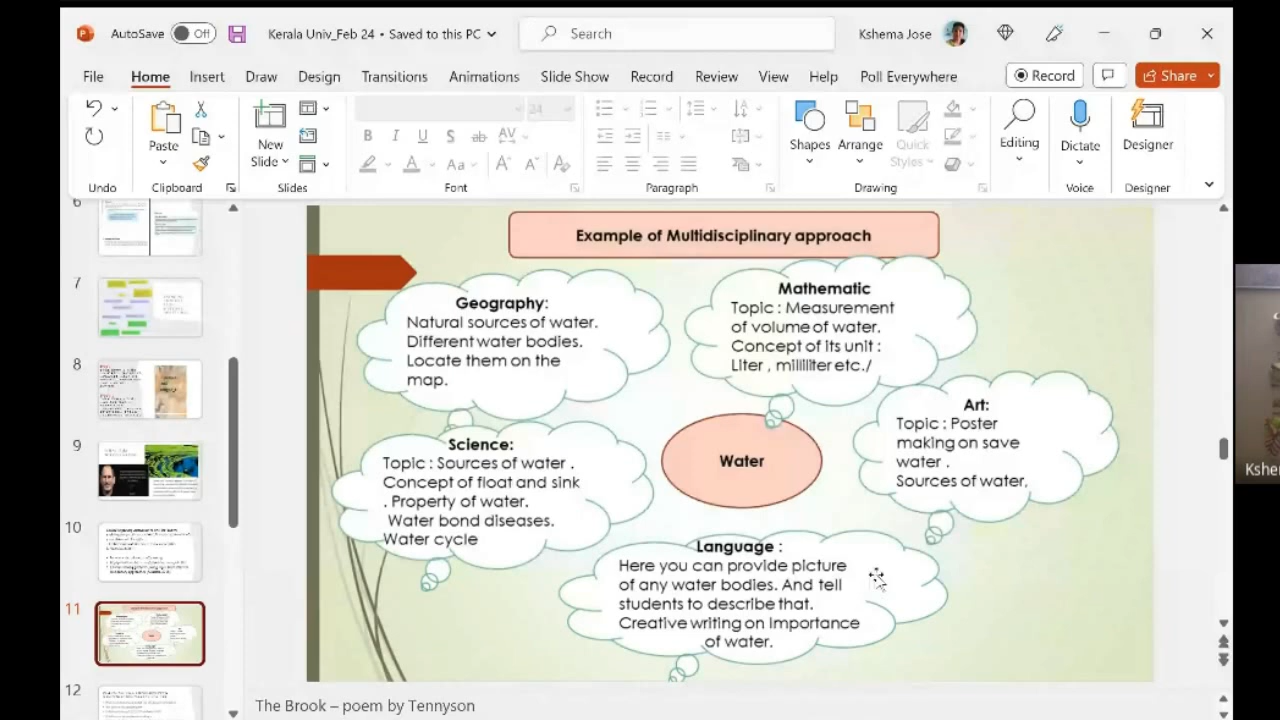 AutoSave Off Kerala Univ_Feb 24 • Saved to this PC Search Kshema Jose
File Home Insert Draw Design Transitions Animations Slide Show Record Review View Help Poll Everywhere Record Share
Paste
New
Slide
Shapes Arrange Quick
Styles
Editing Dictate Designer
34
B I U S ab AV
Aa A A A
Undo Clipboard Slides Font Paragraph Drawing Voice Designer
6
7
8
9
10
11
12
Example of Multidisciplinary approach
Geography:
Natural sources of water.
Different water bodies.
Locate them on the
map.
Mathematic
Topic : Measurement
of volume of water.
Concept of its unit :
Liter , milliliter etc./
Art:
Topic : Poster
making on save
water .
Sources of water.
Science:
Topic : Sources of water
Concept of float and sink
. Property of water.
Water bond diseases.
Water cycle
Water
Language :
Here you can provide picture
of any water bodies. And tell
students to describe that.
Creative writing on importance
of water.
The Brook – poem Tennyson
Kshe